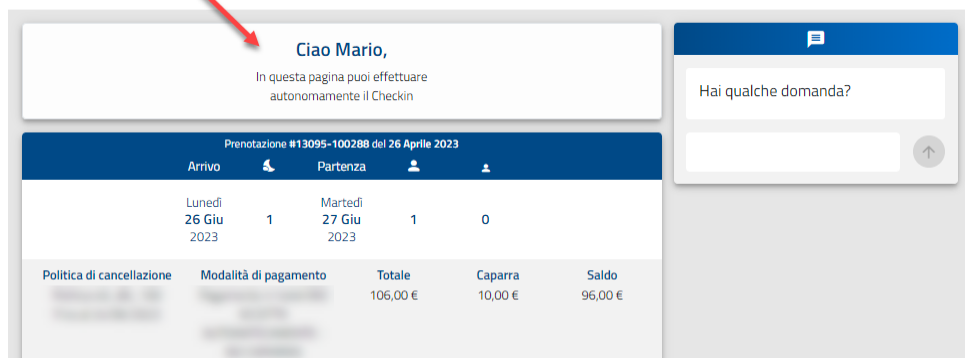 Ciao Mario,
In questa pagina puoi effettuare
autonomamente il Checkin
Hai qualche domanda?
Prenotazione #13095-100288 del 26 Aprile 2023
Arrivo Partenza
Lunedì Martedì
26 Giu 1 27 Giu 1 0
2023 2023
Politica di cancellazione Modalità di pagamento Totale Caparra Saldo
106,00 € 10,00 € 96,00 €